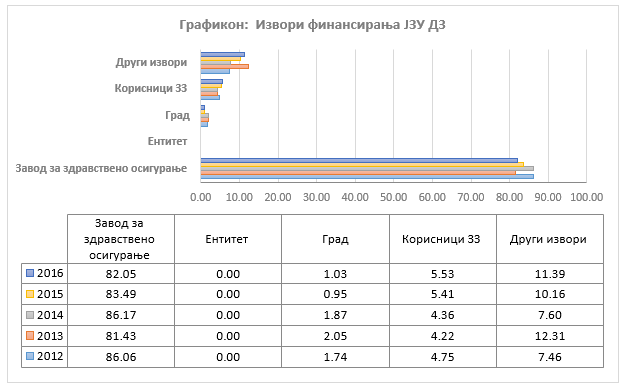 Графикон:  Извори финансирања ЈЗУ ДЗ
Други извори
Корисници ЗЗ
Град
Ентитет
Завод за здравствено осигурање
0.00 10.00 20.00 30.00 40.00 50.00 60.00 70.00 80.00 90.00 100.00
Завод за здравствено осигурање Ентитет Град Корисници ЗЗ Други извори
2016 82.05 0.00 1.03 5.53 11.39
2015 83.49 0.00 0.95 5.41 10.16
2014 86.17 0.00 1.87 4.36 7.60
2013 81.43 0.00 2.05 4.22 12.31
2012 86.06 0.00 1.74 4.75 7.46